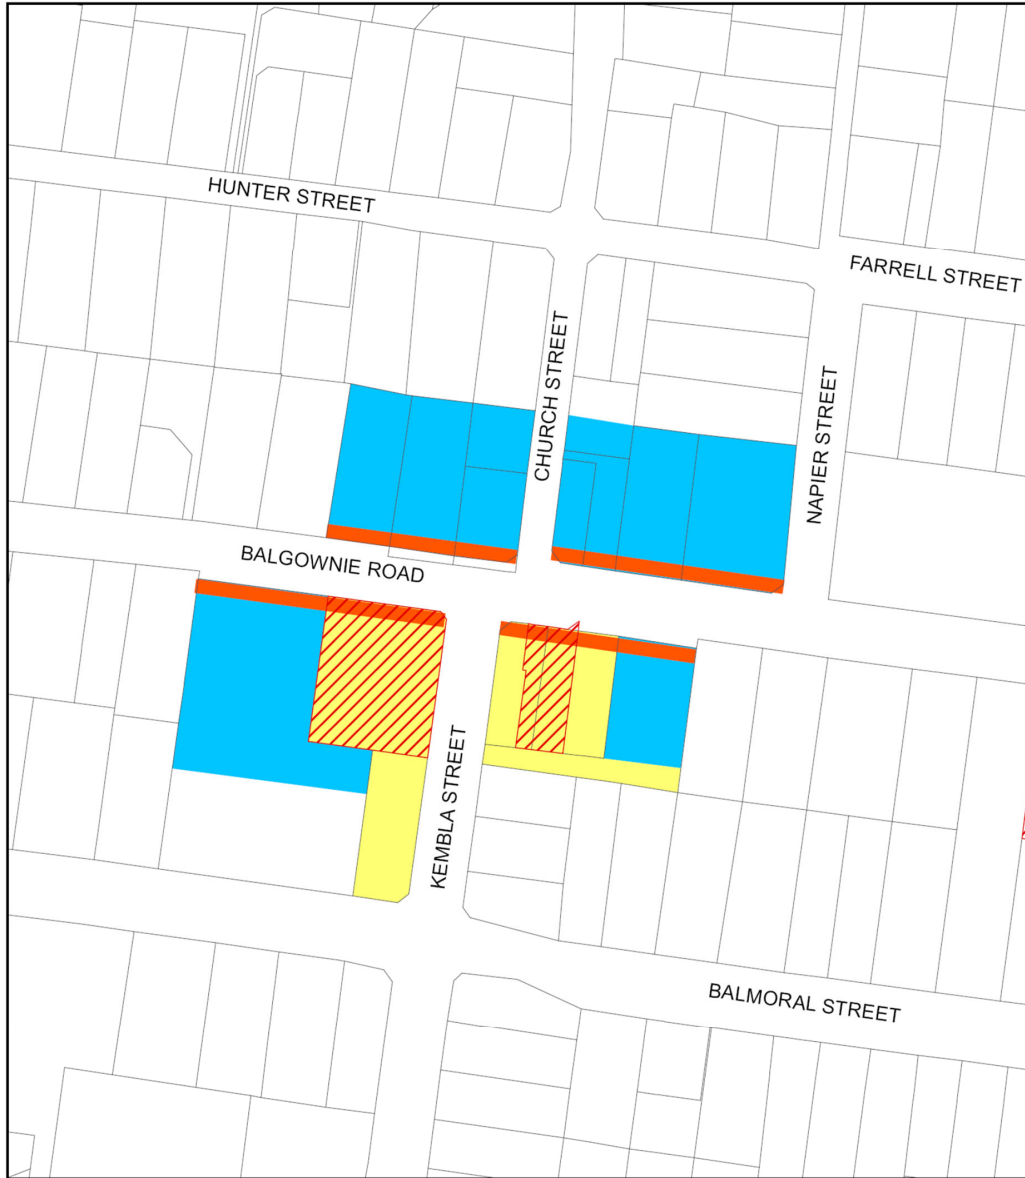 HUNTER STREET
FARRELL STREET
CHURCH STREET
NAPIER STREET
BALGOWNIE ROAD
KEMBLA STREET
BALMORAL STREET